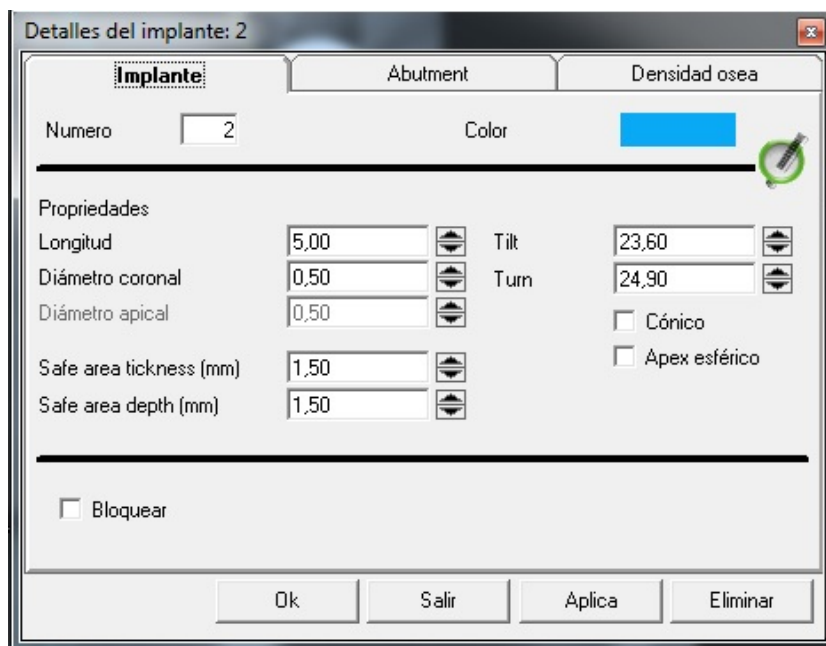 Detalles del implante: 2
Implante Abutment Densidad osea
Numero 2 Color
Propriedades
Longitud 5,00 Tilt 23,60
Diámetro coronal 0,50 Turn 24,90
Diámetro apical 0,50
Cónico
Safe area tickness (mm) 1,50 Apex esférico
Safe area depth (mm) 1,50
Bloquear
Ok Salir Aplica Eliminar